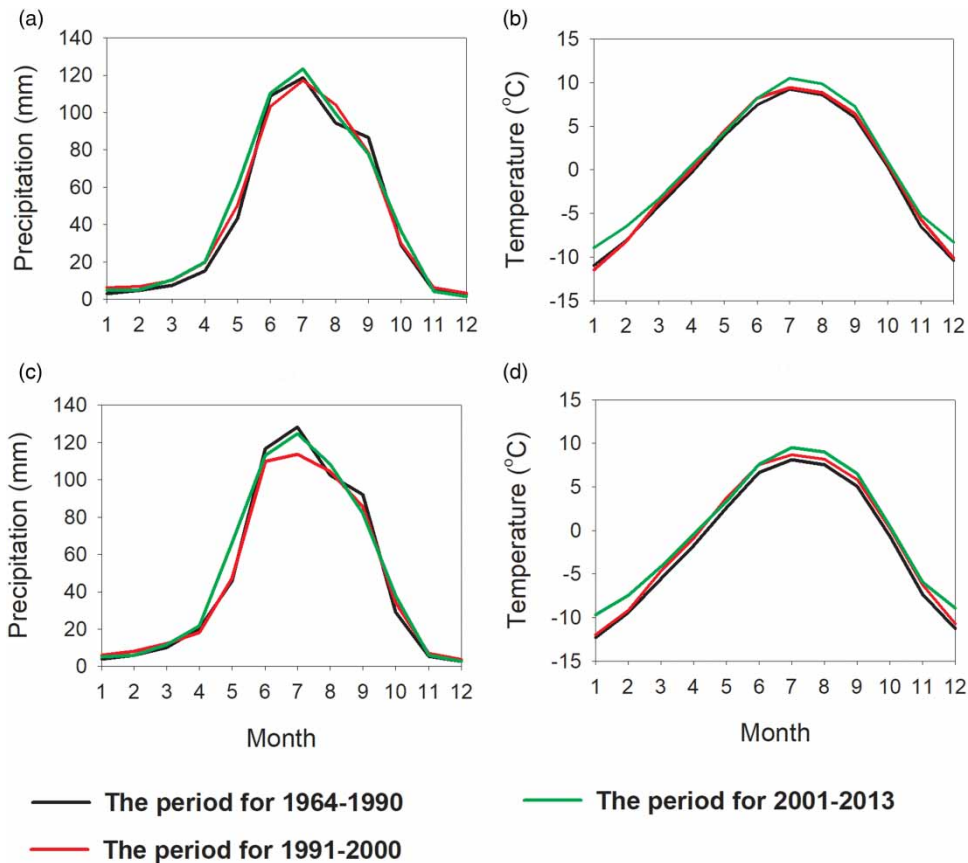 (a)
Precipitation (mm)
140
120
100
80
60
40
20
0
1 2 3 4 5 6 7 8 9 10 11 12
(b)
Temperature (°C)
15
10
5
0
-5
-10
-15
1 2 3 4 5 6 7 8 9 10 11 12
(c)
Precipitation (mm)
140
120
100
80
60
40
20
0
1 2 3 4 5 6 7 8 9 10 11 12
Month
(d)
Temperature (°C)
15
10
5
0
-5
-10
-15
1 2 3 4 5 6 7 8 9 10 11 12
Month
The period for 1964-1990
The period for 2001-2013
The period for 1991-2000